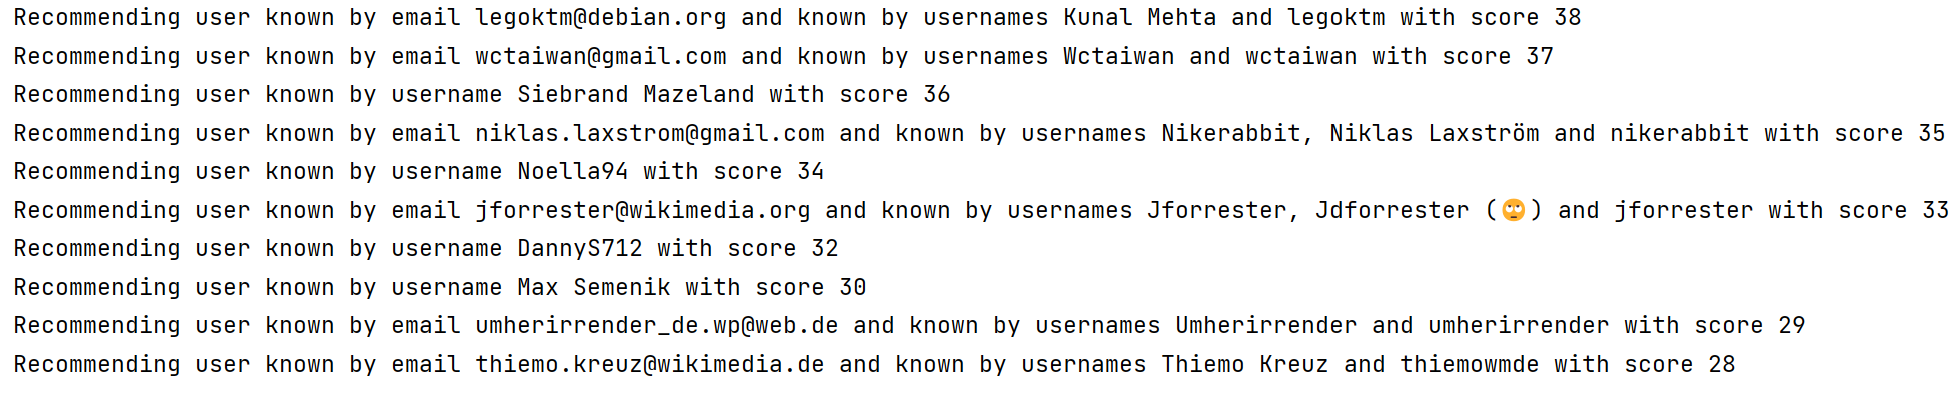 Recommending user known by email legoktm@debian.org and known by usernames Kunal Mehta and legoktm with score 38
Recommending user known by email wctaiwan@gmail.com and known by usernames Wctaiwan and wctaiwan with score 37
Recommending user known by username Siebrand Mazeland with score 36
Recommending user known by email niklas.laxstrom@gmail.com and known by usernames Nikerabbit, Niklas Laxström and nikerabbit with score 35
Recommending user known by username Noella94 with score 34
Recommending user known by email jforrester@wikimedia.org and known by usernames Jforrester, Jdforrester (🙄) and jforrester with score 33
Recommending user known by username DannyS712 with score 32
Recommending user known by username Max Semenik with score 30
Recommending user known by email umherirrender_de.wp@web.de and known by usernames Umherirrender and umherirrender with score 29
Recommending user known by email thiemo.kreuz@wikimedia.de and known by usernames Thiemo Kreuz and thiemowmde with score 28